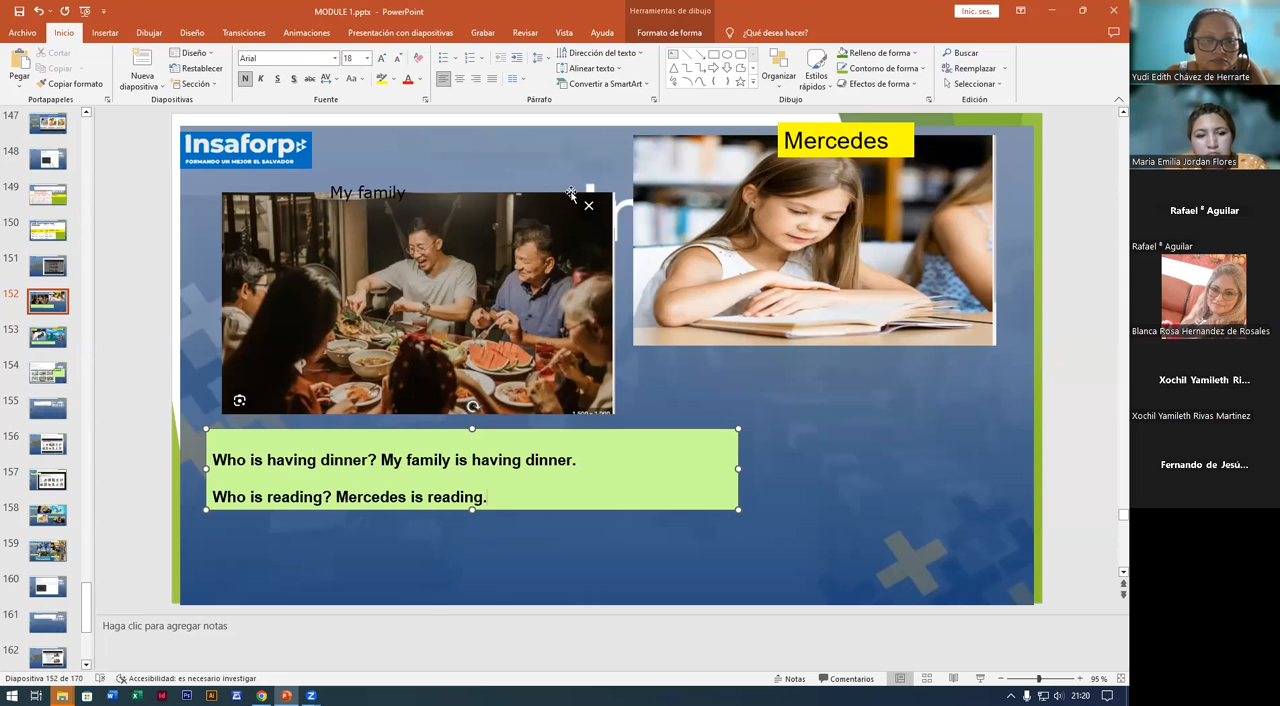 MODULE 1.pptx - PowerPoint
Herramientas de dibujo
Inic. ses.
Archivo Inicio Insertar Dibujar Diseño Transiciones Animaciones Presentación con diapositivas Grabar Revisar Vista Ayuda Formato de forma ¿Qué desea hacer?
Pegar
Cortar
Copiar
Copiar formato
Portapapeles
Nueva diapositiva
Diseño
Restablecer
Sección
Diapositivas
Arial 18
N K S S abc AV Aa A
Fuente
Dirección del texto
Alinear texto
Convertir a SmartArt
Párrafo
Organizar
Estilos rápidos
Relleno de forma
Contorno de forma
Efectos de forma
Dibujo
Buscar
Reemplazar
Seleccionar
Edición
147
148
149
150
151
152
153
154
155
156
157
158
159
160
161
162
Insaforp
FORMANDO UN MEJOR EL SALVADOR
My family
Mercedes
Who is having dinner? My family is having dinner.
Who is reading? Mercedes is reading.
Haga clic para agregar notas
Diapositiva 152 de 170
Accesibilidad: es necesario investigar
Notas
Comentarios
95 %
21:20
Yudi Edith Chávez de Herrarte
Maria Emilia Jordan Flores
Rafael ⁸ Aguilar
Rafael ⁸ Aguilar
Blanca Rosa Hernandez de Rosales
Xochil Yamileth Ri...
Xochil Yamileth Rivas Martinez
Fernando de Jesú...